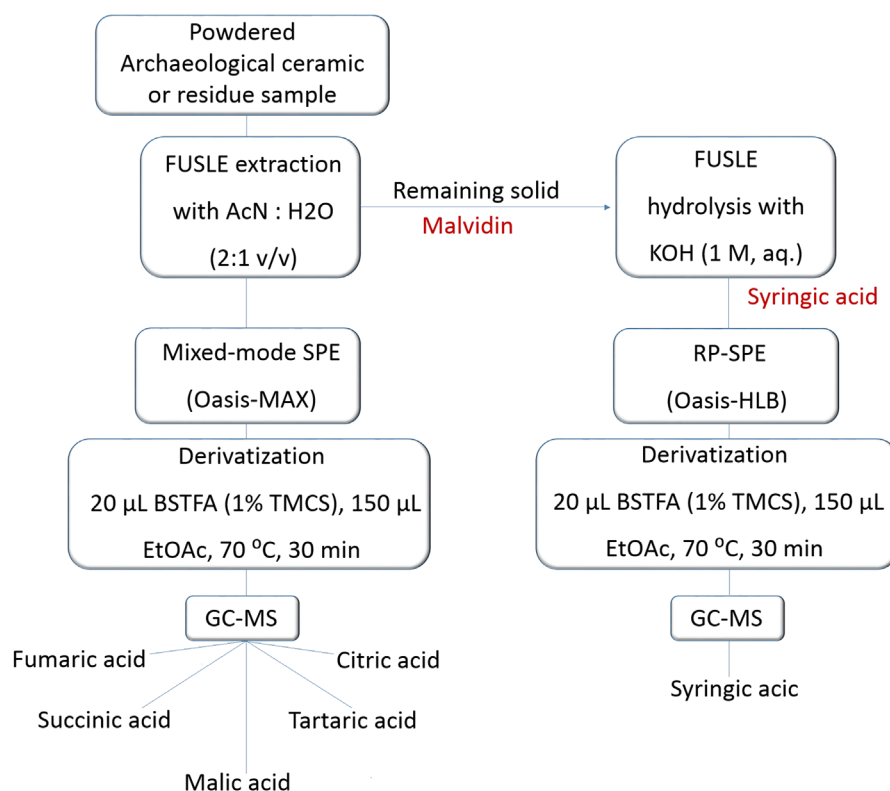 Powdered
Archaeological ceramic
or residue sample
FUSLE extraction
with AcN : H2O
(2:1 v/v)
Remaining solid
Malvidin
FUSLE
hydrolysis with
KOH (1 M, aq.)
Syringic acid
Mixed-mode SPE
(Oasis-MAX)
RP-SPE
(Oasis-HLB)
Derivatization
20 µL BSTFA (1% TMCS), 150 µL
EtOAc, 70 ⁰C, 30 min
Derivatization
20 µL BSTFA (1% TMCS), 150 µL
EtOAc, 70 ⁰C, 30 min
GC-MS
GC-MS
Fumaric acid
Citric acid
Succinic acid
Tartaric acid
Malic acid
Syringic acic